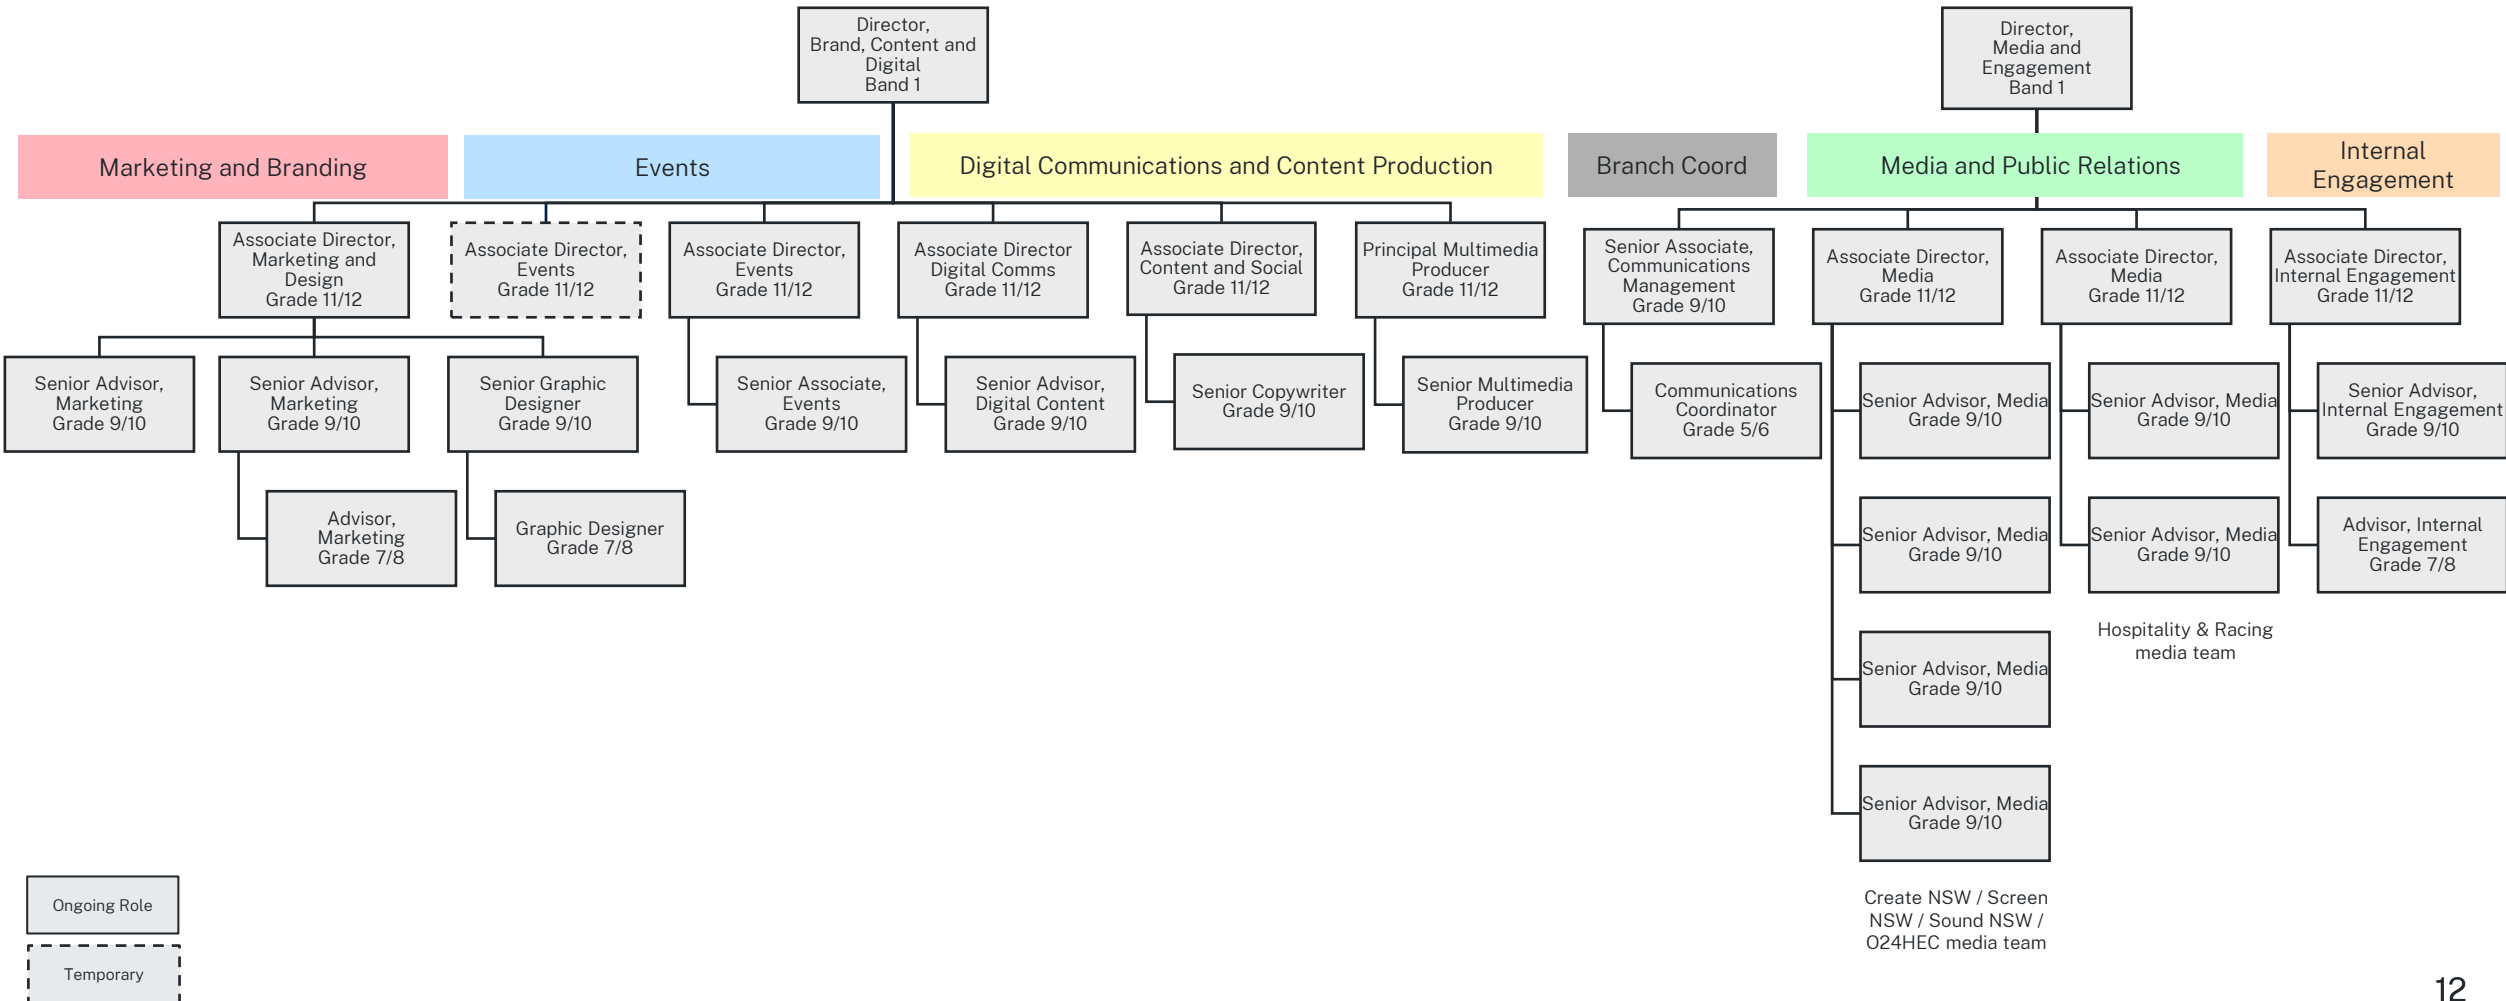 Director,
Brand, Content and
Digital
Band 1
Director,
Media and
Engagement
Band 1
Marketing and Branding
Events
Digital Communications and Content Production
Branch Coord
Media and Public Relations
Internal
Engagement
Associate Director,
Marketing and
Design
Grade 11/12
Associate Director,
Events
Grade 11/12
Associate Director,
Events
Grade 11/12
Associate Director
Digital Comms
Grade 11/12
Associate Director,
Content and Social
Grade 11/12
Principal Multimedia
Producer
Grade 11/12
Senior Associate,
Communications
Management
Grade 9/10
Associate Director,
Media
Grade 11/12
Associate Director,
Media
Grade 11/12
Associate Director,
Internal Engagement
Grade 11/12
Senior Advisor,
Marketing
Grade 9/10
Senior Advisor,
Marketing
Grade 9/10
Senior Graphic
Designer
Grade 9/10
Senior Associate,
Events
Grade 9/10
Senior Advisor,
Digital Content
Grade 9/10
Senior Copywriter
Grade 9/10
Senior Multimedia
Producer
Grade 9/10
Communications
Coordinator
Grade 5/6
Senior Advisor, Media
Grade 9/10
Senior Advisor, Media
Grade 9/10
Senior Advisor,
Internal Engagement
Grade 9/10
Advisor,
Marketing
Grade 7/8
Graphic Designer
Grade 7/8
Senior Advisor, Media
Grade 9/10
Senior Advisor, Media
Grade 9/10
Advisor, Internal
Engagement
Grade 7/8
Hospitality & Racing
media team
Senior Advisor, Media
Grade 9/10
Senior Advisor, Media
Grade 9/10
Create NSW / Screen
NSW / Sound NSW /
O24HEC media team
Ongoing Role
Temporary
12